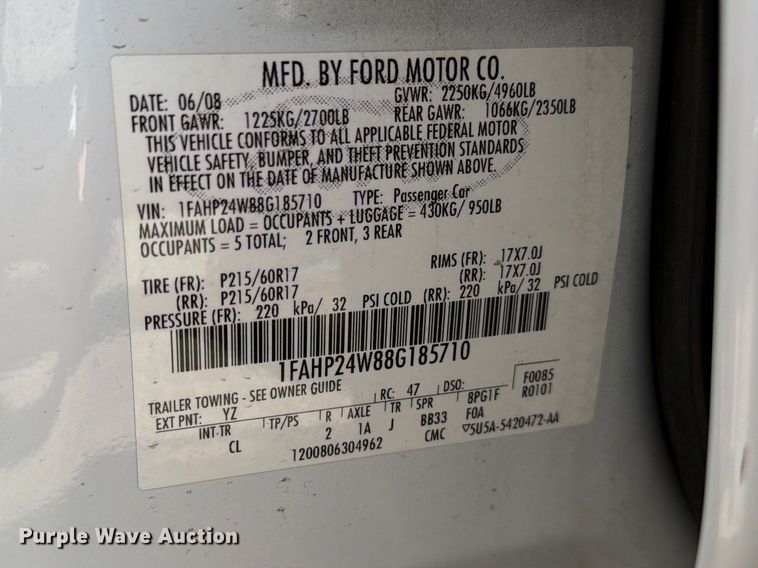 MFD. BY FORD MOTOR CO.
DATE: 06/08 GVWR: 2250KG/4960LB
FRONT GAWR: 1225KG/2700LB REAR GAWR: 1066KG/2350LB
THIS VEHICLE CONFORMS TO ALL APPLICABLE FEDERAL MOTOR
VEHICLE SAFETY, BUMPER, AND THEFT PREVENTION STANDARDS
IN EFFECT ON THE DATE OF MANUFACTURE SHOWN ABOVE.
VIN: 1FAHP24W88G185710 TYPE: Passenger Car
MAXIMUM LOAD = OCCUPANTS + LUGGAGE = 430KG/ 950LB
OCCUPANTS = 5 TOTAL; 2 FRONT, 3 REAR
TIRE (FR): P215/60R17 RIMS (FR): 17X7.0J
(RR): P215/60R17 (RR): 17X7.0J
PRESSURE (FR): 220 kPa/ 32 PSI COLD (RR): 220 kPa/ 32 PSI COLD
1FAHP24W88G185710
TRAILER TOWING - SEE OWNER GUIDE
EXT PNT: YZ RC: 47 DSO: F0085
INT TR TP/PS R AXLE TR SPR 8PG1F R0101
CL 2 1A J BB33 F0A
1200806304962 CMC ▽5U5A-5420472-AA
Purple Wave Auction